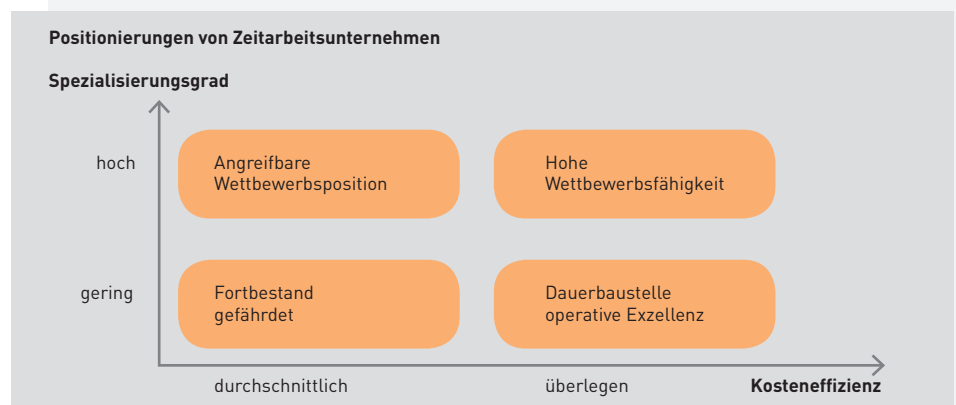 Positionierungen von Zeitarbeitsunternehmen
Spezialisierungsgrad
hoch
Angreifbare
Wettbewerbsposition
Hohe
Wettbewerbsfähigkeit
gering
Fortbestand
gefährdet
Dauerbaustelle
operative Exzellenz
durchschnittlich
überlegen
Kosteneffizienz